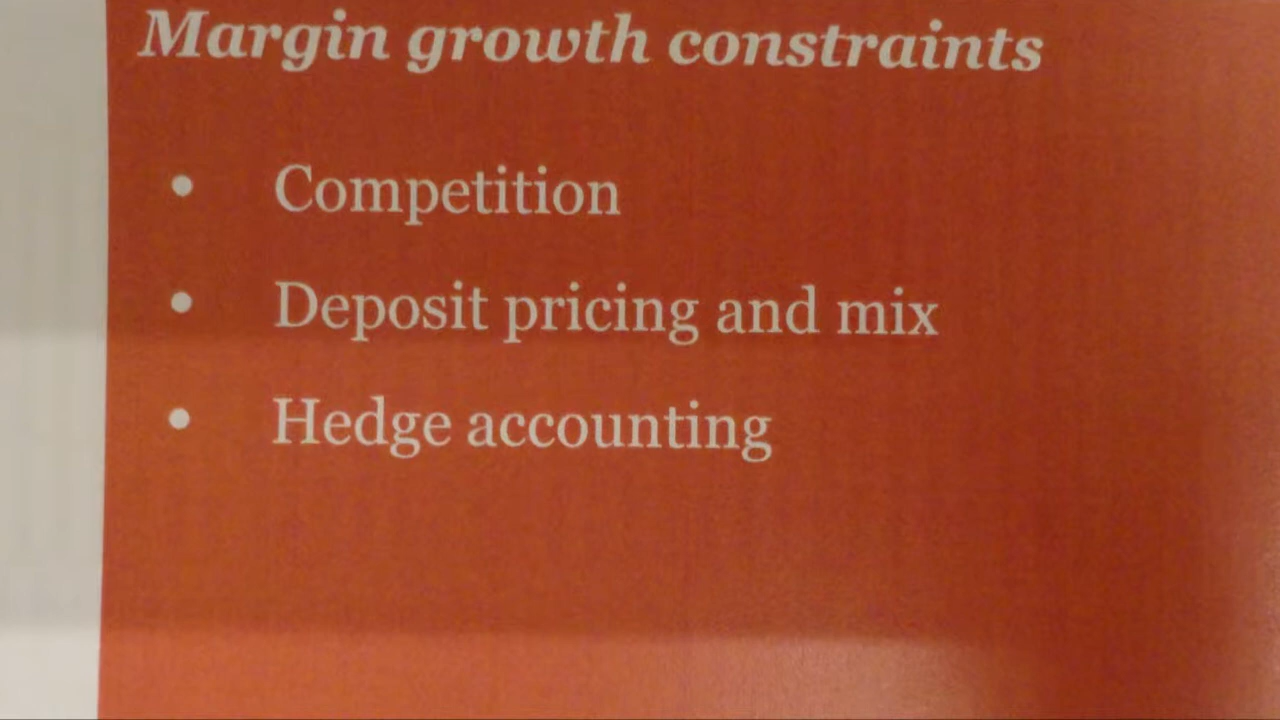 Margin growth constraints
• Competition
• Deposit pricing and mix
• Hedge accounting